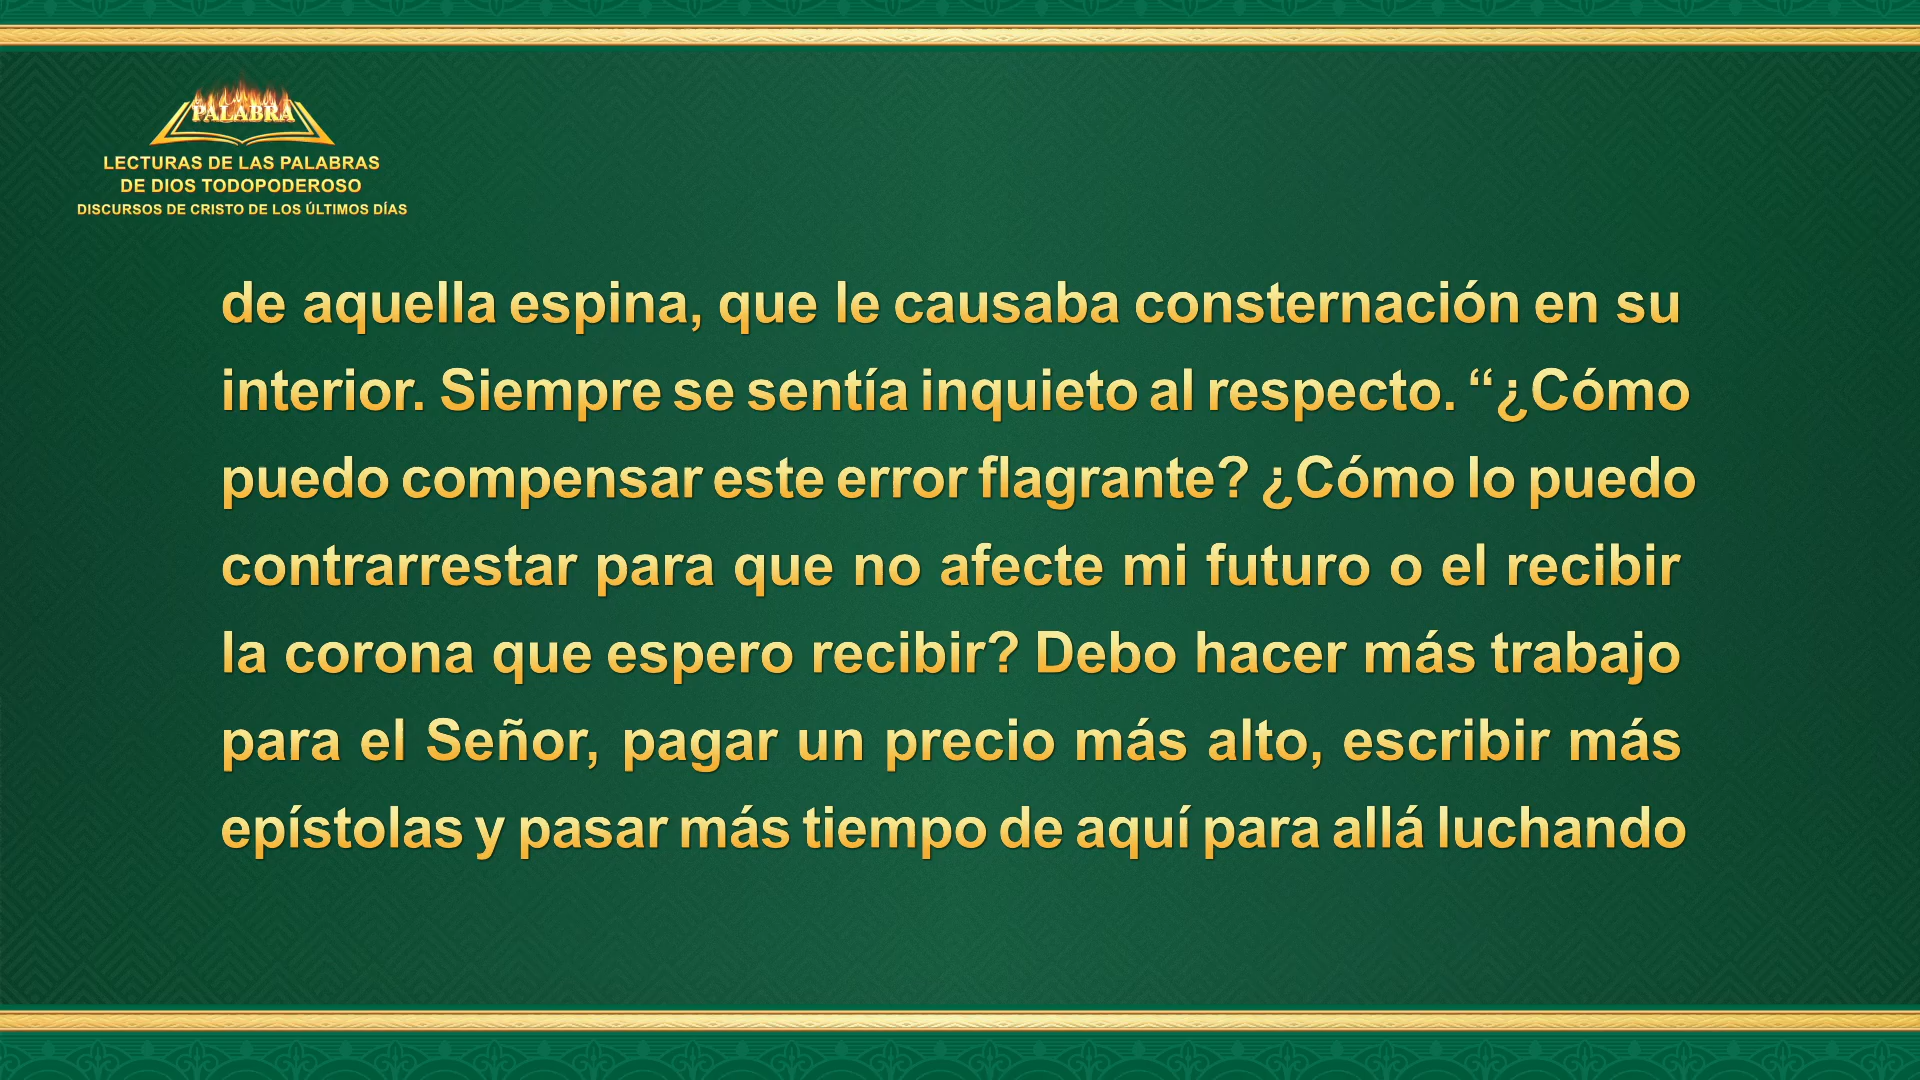 PALABRA
LECTURAS DE LAS PALABRAS
DE DIOS TODOPODEROSO
DISCURSOS DE CRISTO DE LOS ÚLTIMOS DÍAS
de aquella espina, que le causaba consternación en su
interior. Siempre se sentía inquieto al respecto. “¿Cómo
puedo compensar este error flagrante? ¿Cómo lo puedo
contrarrestar para que no afecte mi futuro o el recibir
la corona que espero recibir? Debo hacer más trabajo
para el Señor, pagar un precio más alto, escribir más
epístolas y pasar más tiempo de aquí para allá luchando